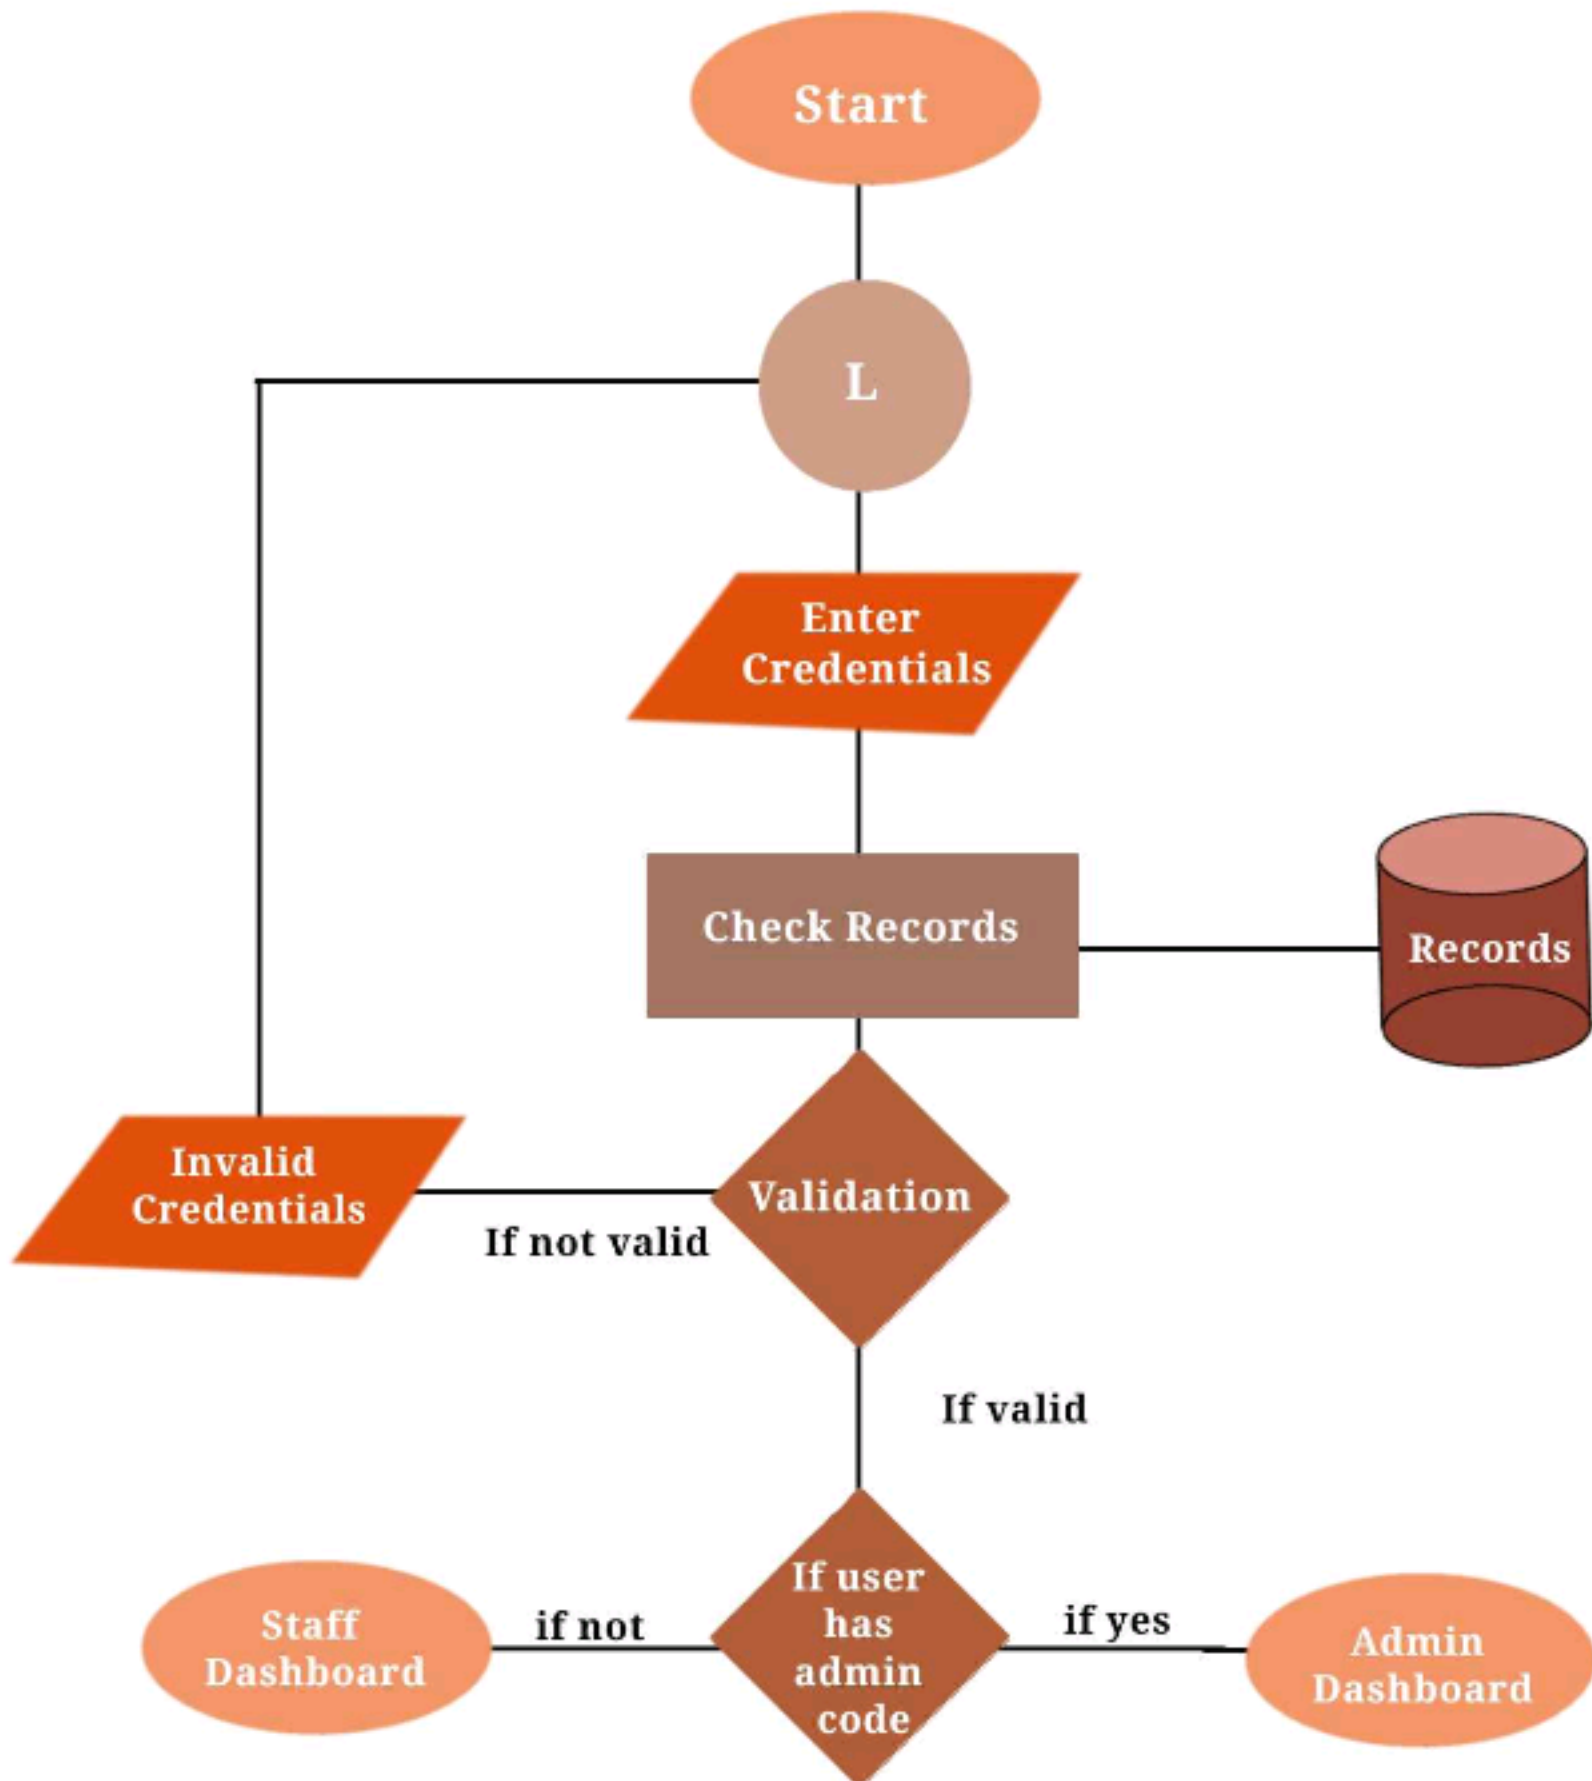 Start
L
Enter
Credentials
Check Records
Records
Invalid
Credentials
Validation
If not valid
If valid
If user
has
admin
code
Staff
Dashboard
if not
if yes
Admin
Dashboard